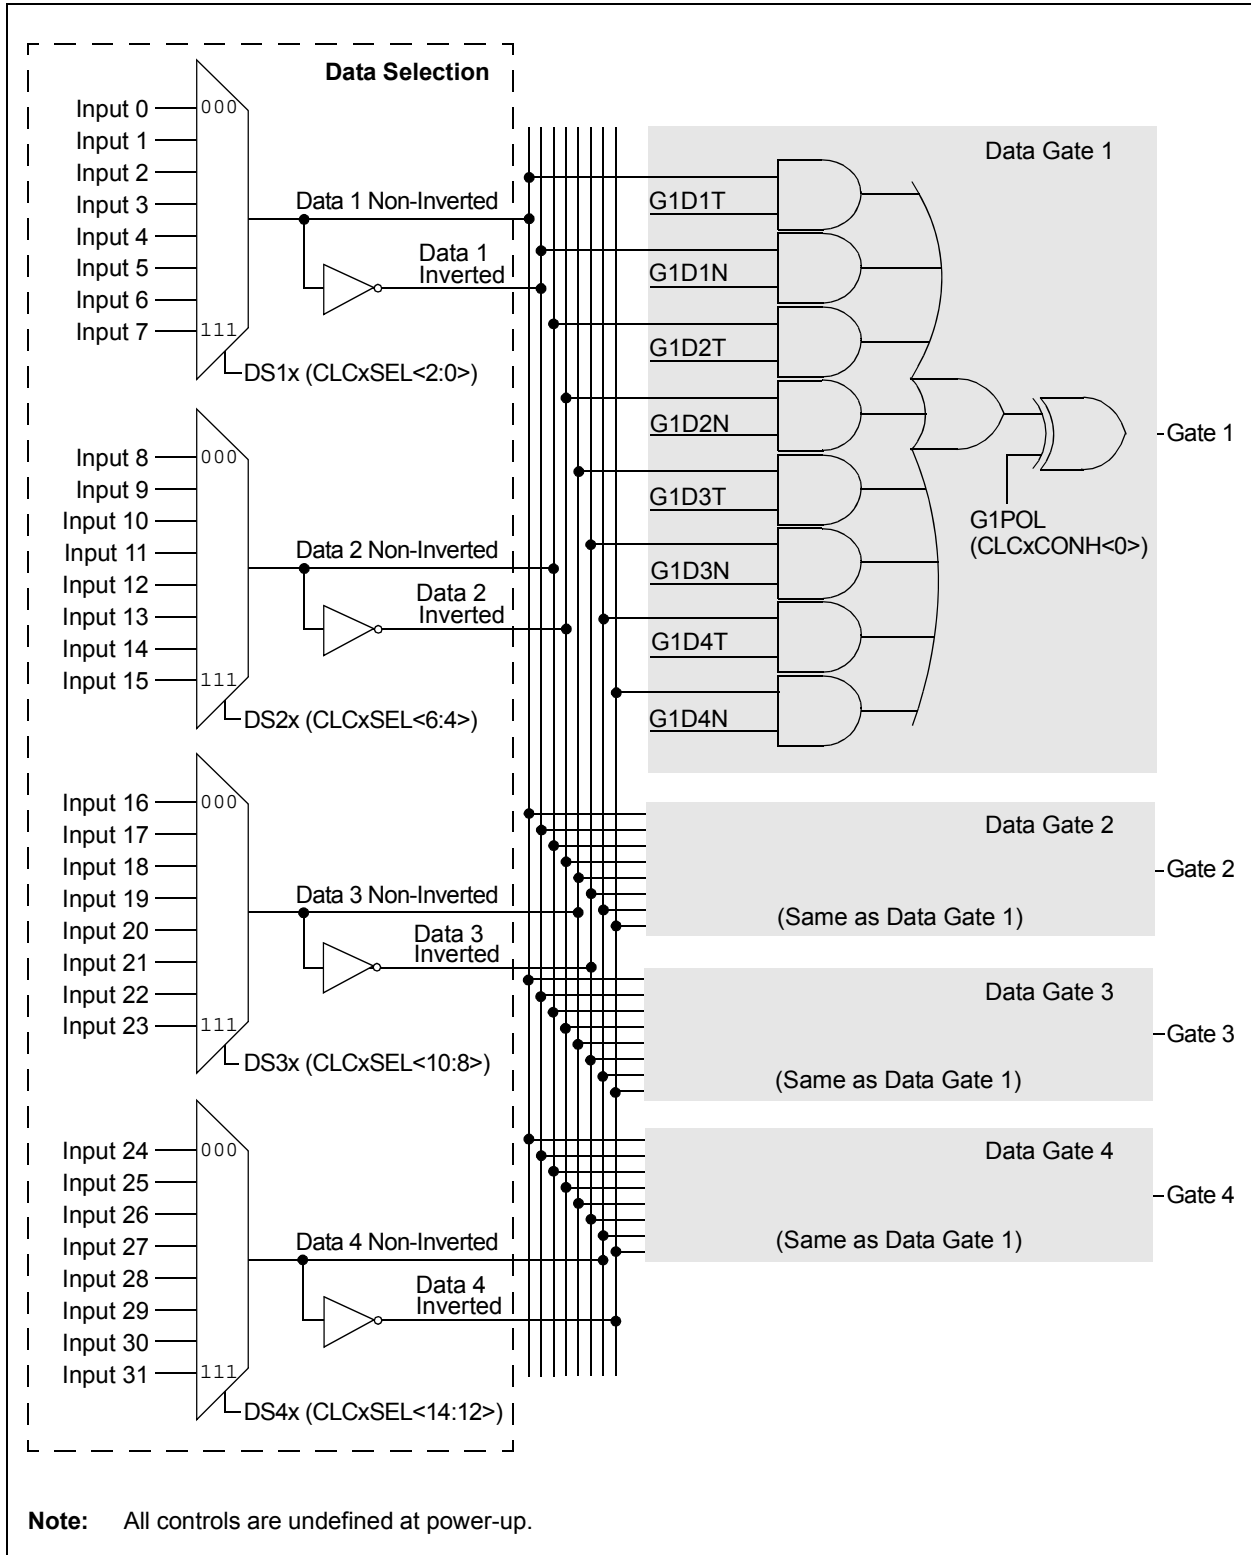 Data Selection
Input 0
000
Input 1
Input 2
Input 3
Input 4
Input 5
Input 6
Input 7
111
Data 1 Non-Inverted
Data 1
Inverted
DS1x (CLCxSEL<2:0>)
Input 8
000
Input 9
Input 10
Input 11
Input 12
Input 13
Input 14
Input 15
111
Data 2 Non-Inverted
Data 2
Inverted
DS2x (CLCxSEL<6:4>)
Input 16
000
Input 17
Input 18
Input 19
Input 20
Input 21
Input 22
Input 23
111
Data 3 Non-Inverted
Data 3
Inverted
DS3x (CLCxSEL<10:8>)
Input 24
000
Input 25
Input 26
Input 27
Input 28
Input 29
Input 30
Input 31
111
Data 4 Non-Inverted
Data 4
Inverted
DS4x (CLCxSEL<14:12>)
Data Gate 1
G1D1T
G1D1N
G1D2T
G1D2N
G1D3T
G1D3N
G1D4T
G1D4N
G1POL
(CLCxCONH<0>)
Gate 1
Data Gate 2
(Same as Data Gate 1)
Gate 2
Data Gate 3
(Same as Data Gate 1)
Gate 3
Data Gate 4
(Same as Data Gate 1)
Gate 4
Note: All controls are undefined at power-up.